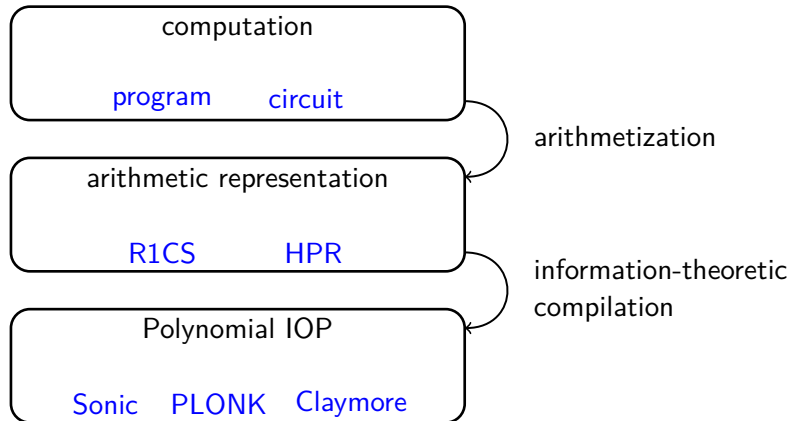 computation
program circuit
arithmetization
arithmetic representation
R1CS HPR
information-theoretic
compilation
Polynomial IOP
Sonic PLONK Claymore